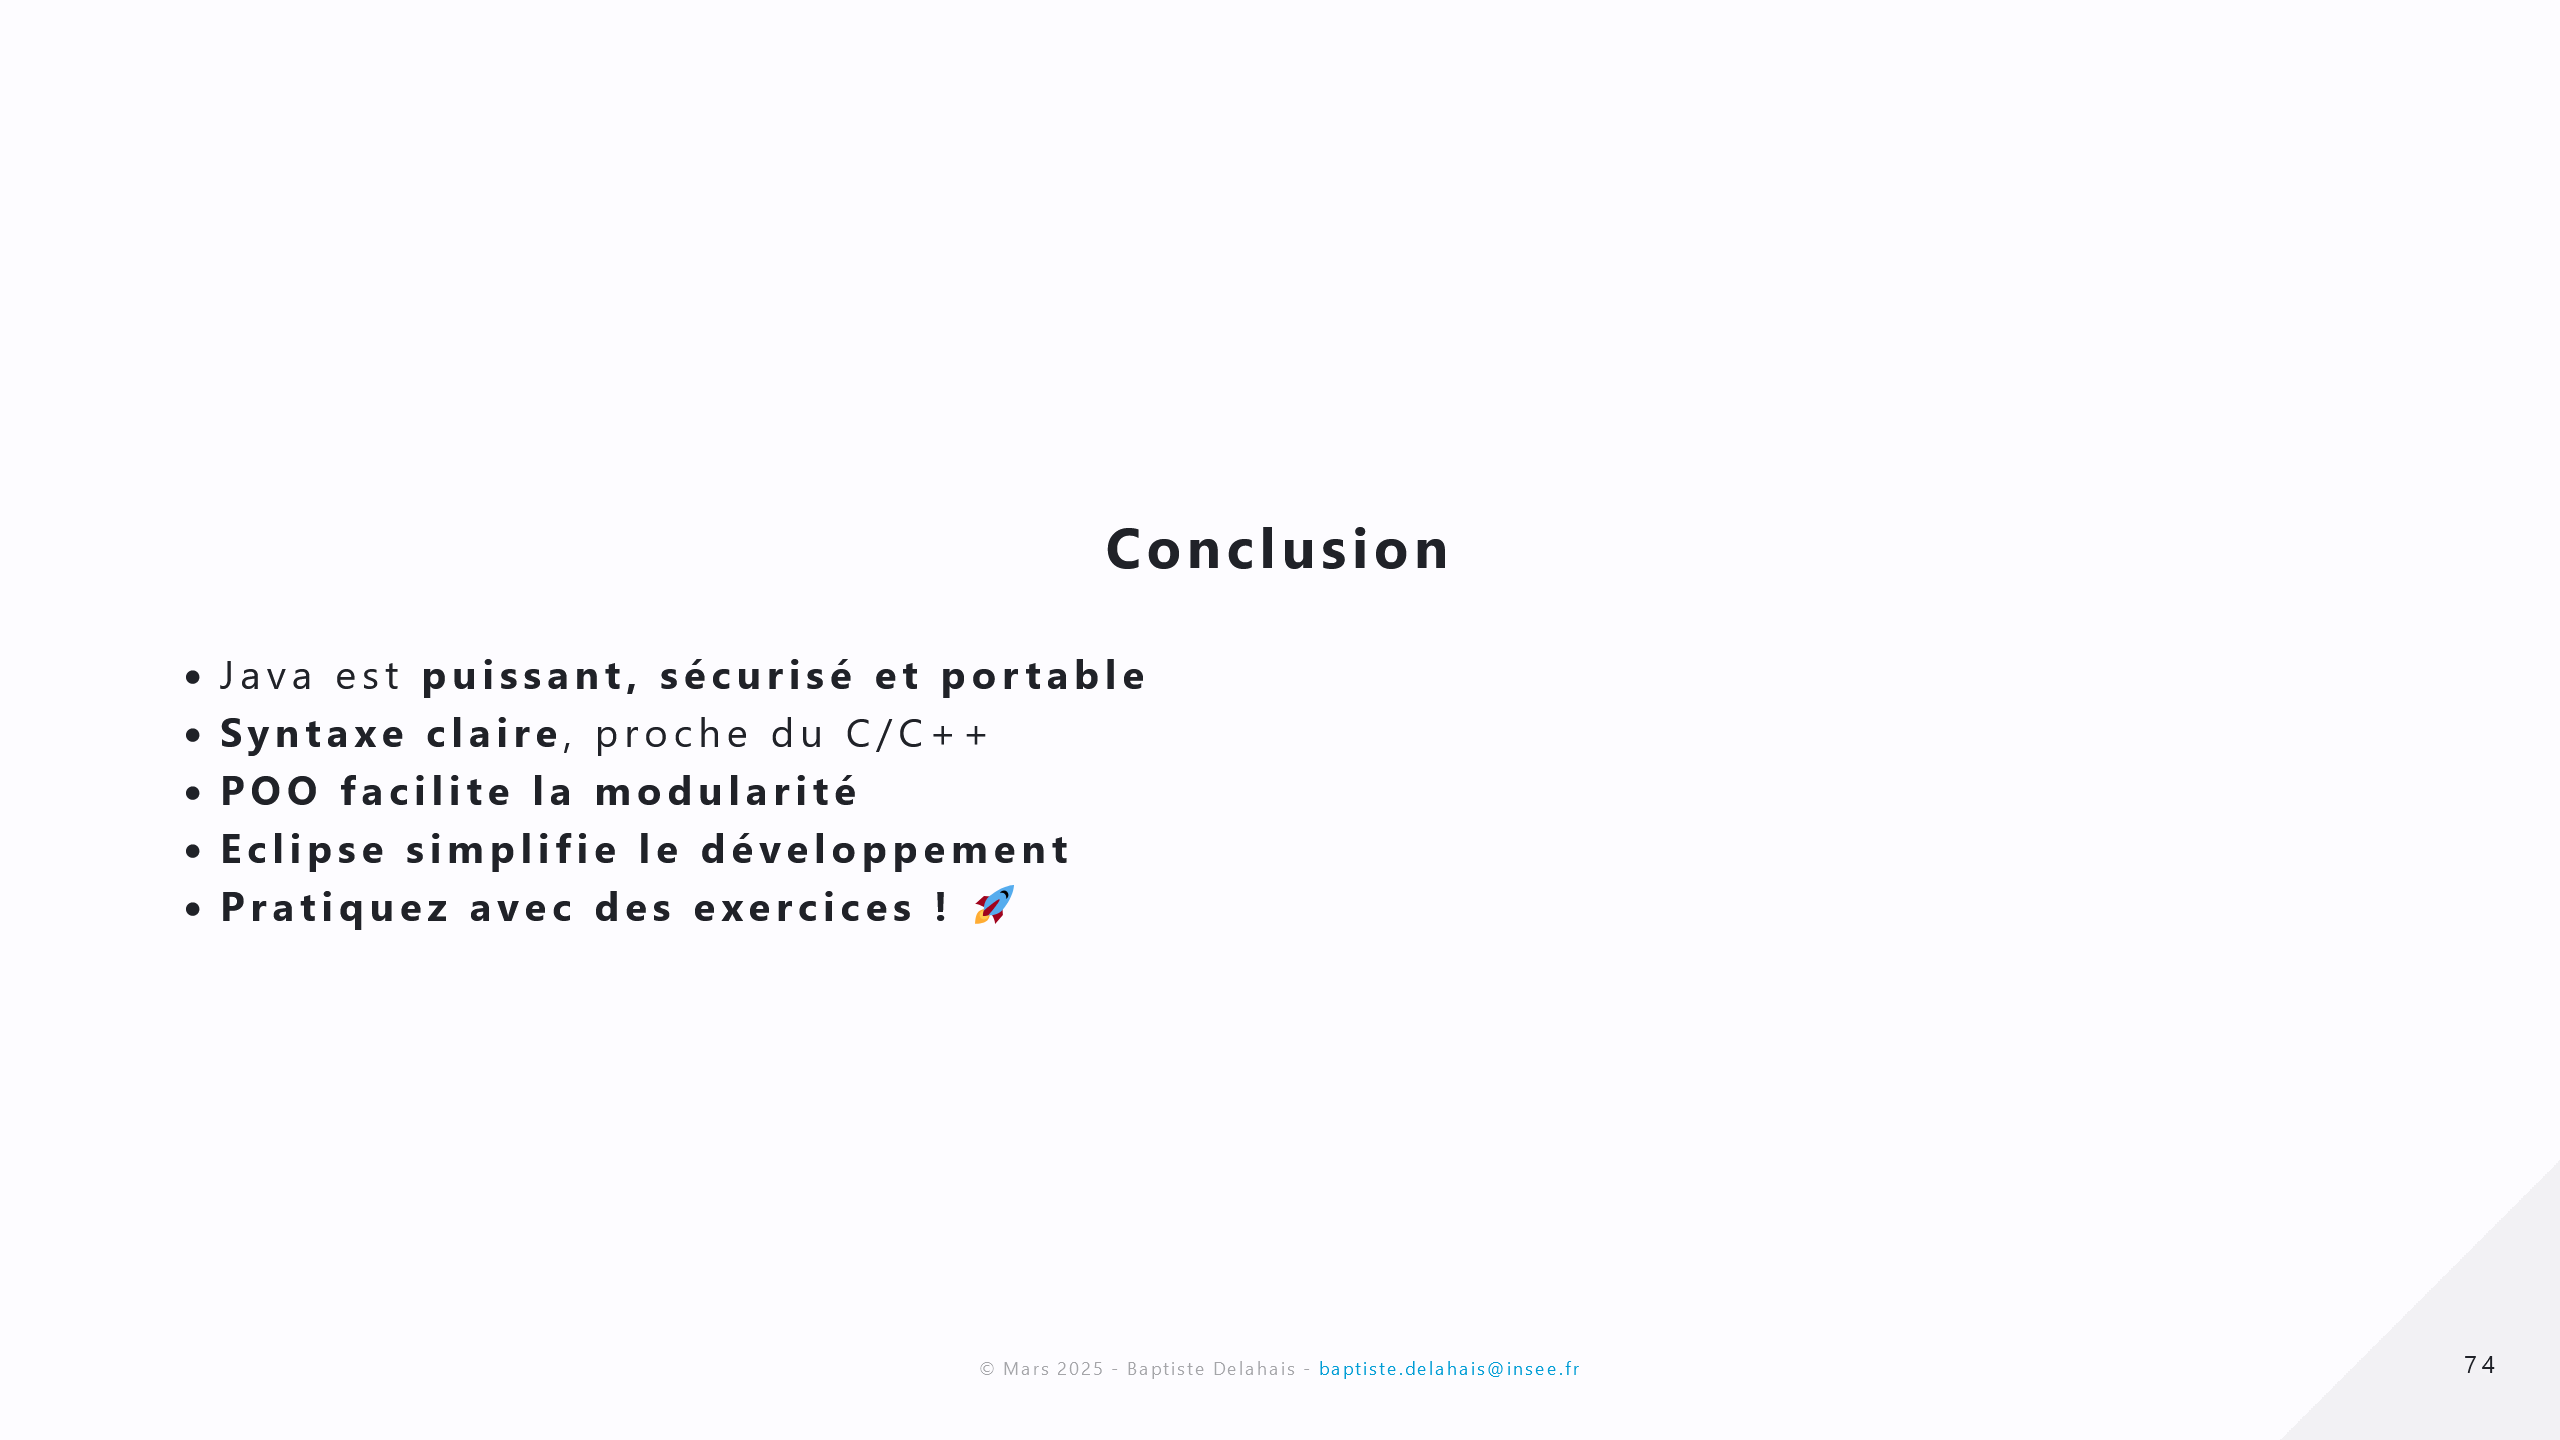 Conclusion
• Java est puissant, sécurisé et portable
• Syntaxe claire, proche du C/C++
• POO facilite la modularité
• Eclipse simplifie le développement
• Pratiquez avec des exercices ! 🚀
© Mars 2025 - Baptiste Delahais - baptiste.delahais@insee.fr
74